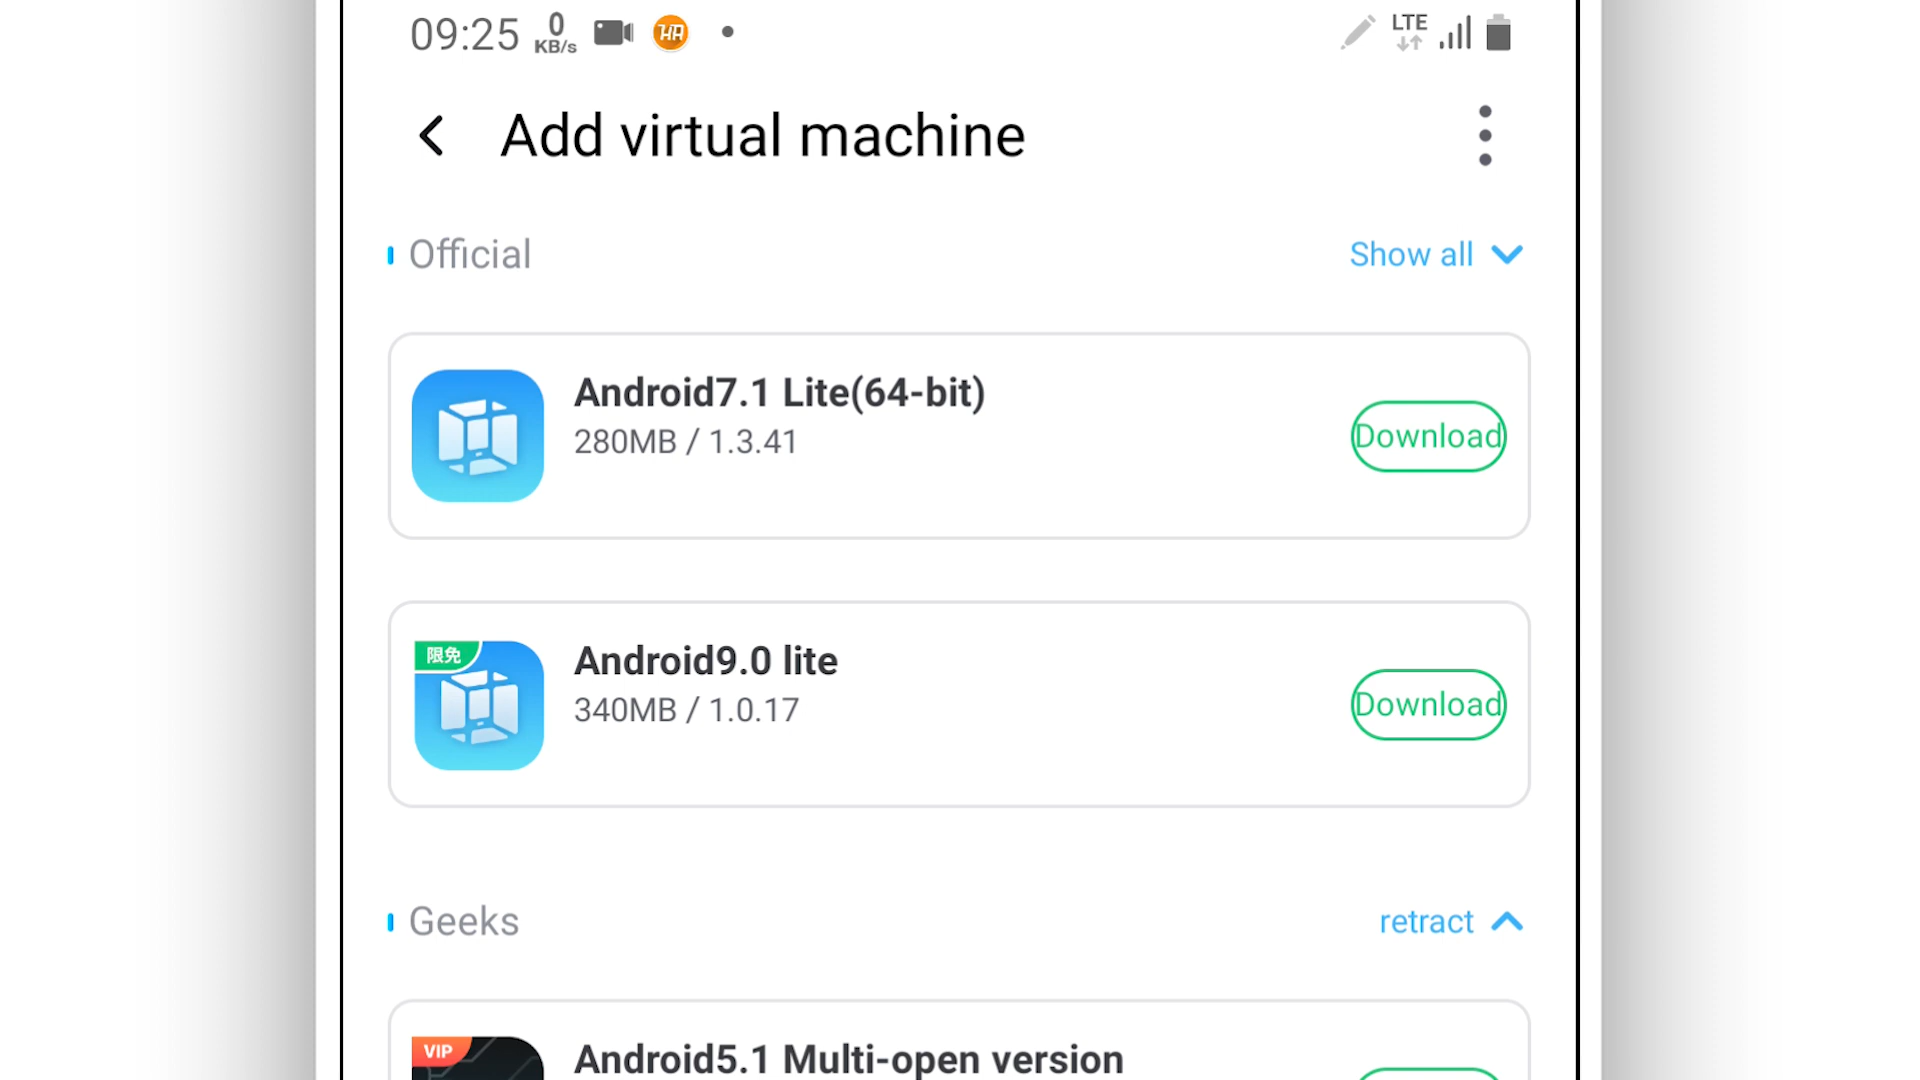 09:25 0 KB/s HA LTE
Add virtual machine
Official Show all
Android7.1 Lite(64-bit)
280MB / 1.3.41
Download
限免
Android9.0 lite
340MB / 1.0.17
Download
Geeks retract
VIP
Android5.1 Multi-open version